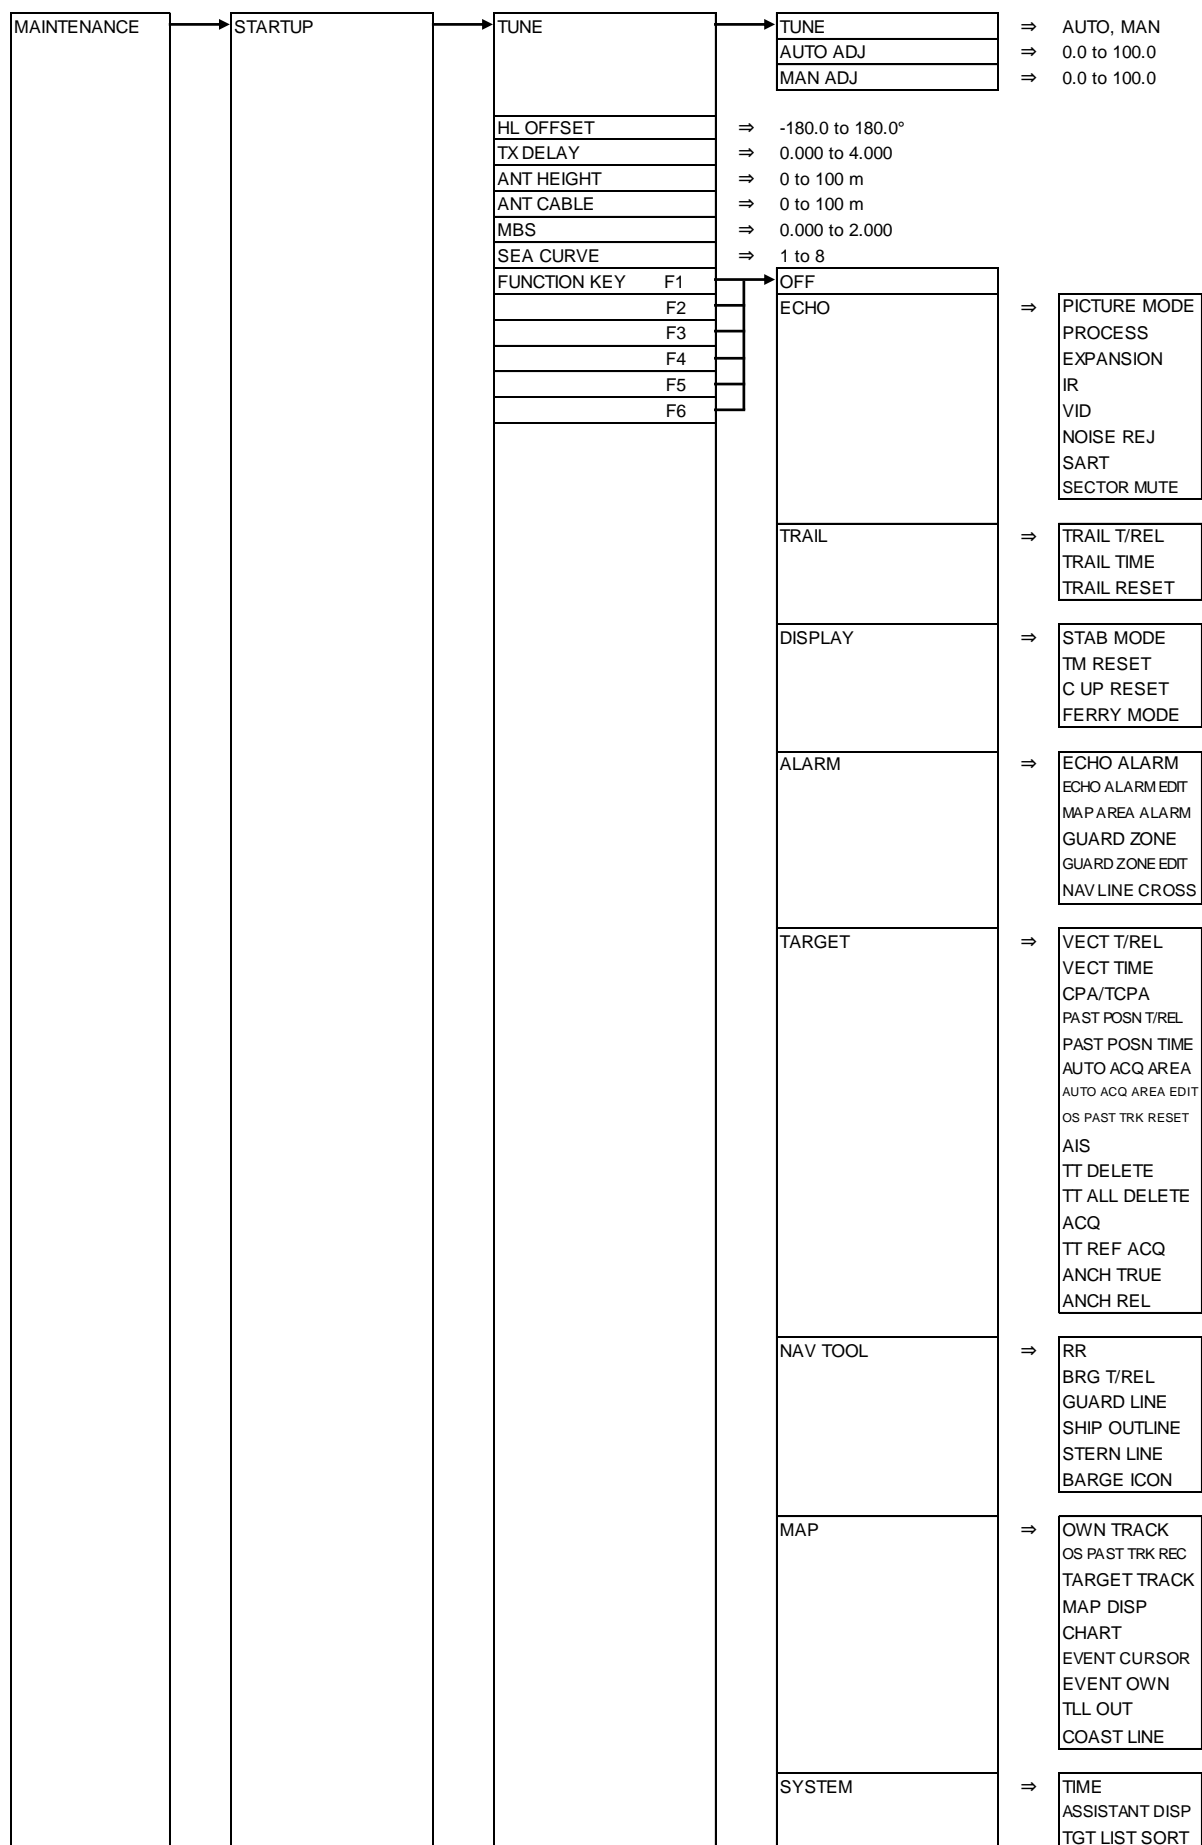 MAINTENANCE STARTUP TUNE TUNE ⇒ AUTO, MAN
AUTO ADJ ⇒ 0.0 to 100.0
MAN ADJ ⇒ 0.0 to 100.0
HL OFFSET ⇒ -180.0 to 180.0°
TX DELAY ⇒ 0.000 to 4.000
ANT HEIGHT ⇒ 0 to 100 m
ANT CABLE ⇒ 0 to 100 m
MBS ⇒ 0.000 to 2.000
SEA CURVE ⇒ 1 to 8
FUNCTION KEY F1 OFF
F2 ECHO ⇒ PICTURE MODE
F3 PROCESS
F4 EXPANSION
F5 IR
F6 VID
NOISE REJ
SART
SECTOR MUTE
TRAIL ⇒ TRAIL T/REL
TRAIL TIME
TRAIL RESET
DISPLAY ⇒ STAB MODE
TM RESET
C UP RESET
FERRY MODE
ALARM ⇒ ECHO ALARM
ECHO ALARM EDIT
MAP AREA ALARM
GUARD ZONE
GUARD ZONE EDIT
NAV LINE CROSS
TARGET ⇒ VECT T/REL
VECT TIME
CPA/TCPA
PAST POSN T/REL
PAST POSN TIME
AUTO ACQ AREA
AUTO ACQ AREA EDIT
OS PAST TRK RESET
AIS
TT DELETE
TT ALL DELETE
ACQ
TT REF ACQ
ANCH TRUE
ANCH REL
NAV TOOL ⇒ RR
BRG T/REL
GUARD LINE
SHIP OUTLINE
STERN LINE
BARGE ICON
MAP ⇒ OWN TRACK
OS PAST TRK REC
TARGET TRACK
MAP DISP
CHART
EVENT CURSOR
EVENT OWN
TLL OUT
COAST LINE
SYSTEM ⇒ TIME
ASSISTANT DISP
TGT LIST SORT